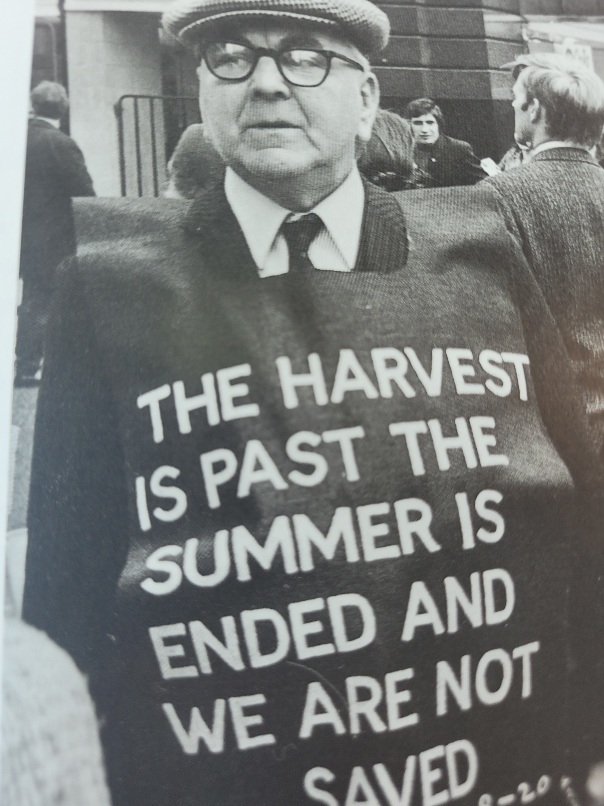 THE HARVEST
IS PAST THE
SUMMER IS
ENDED AND
WE ARE NOT
SAVED